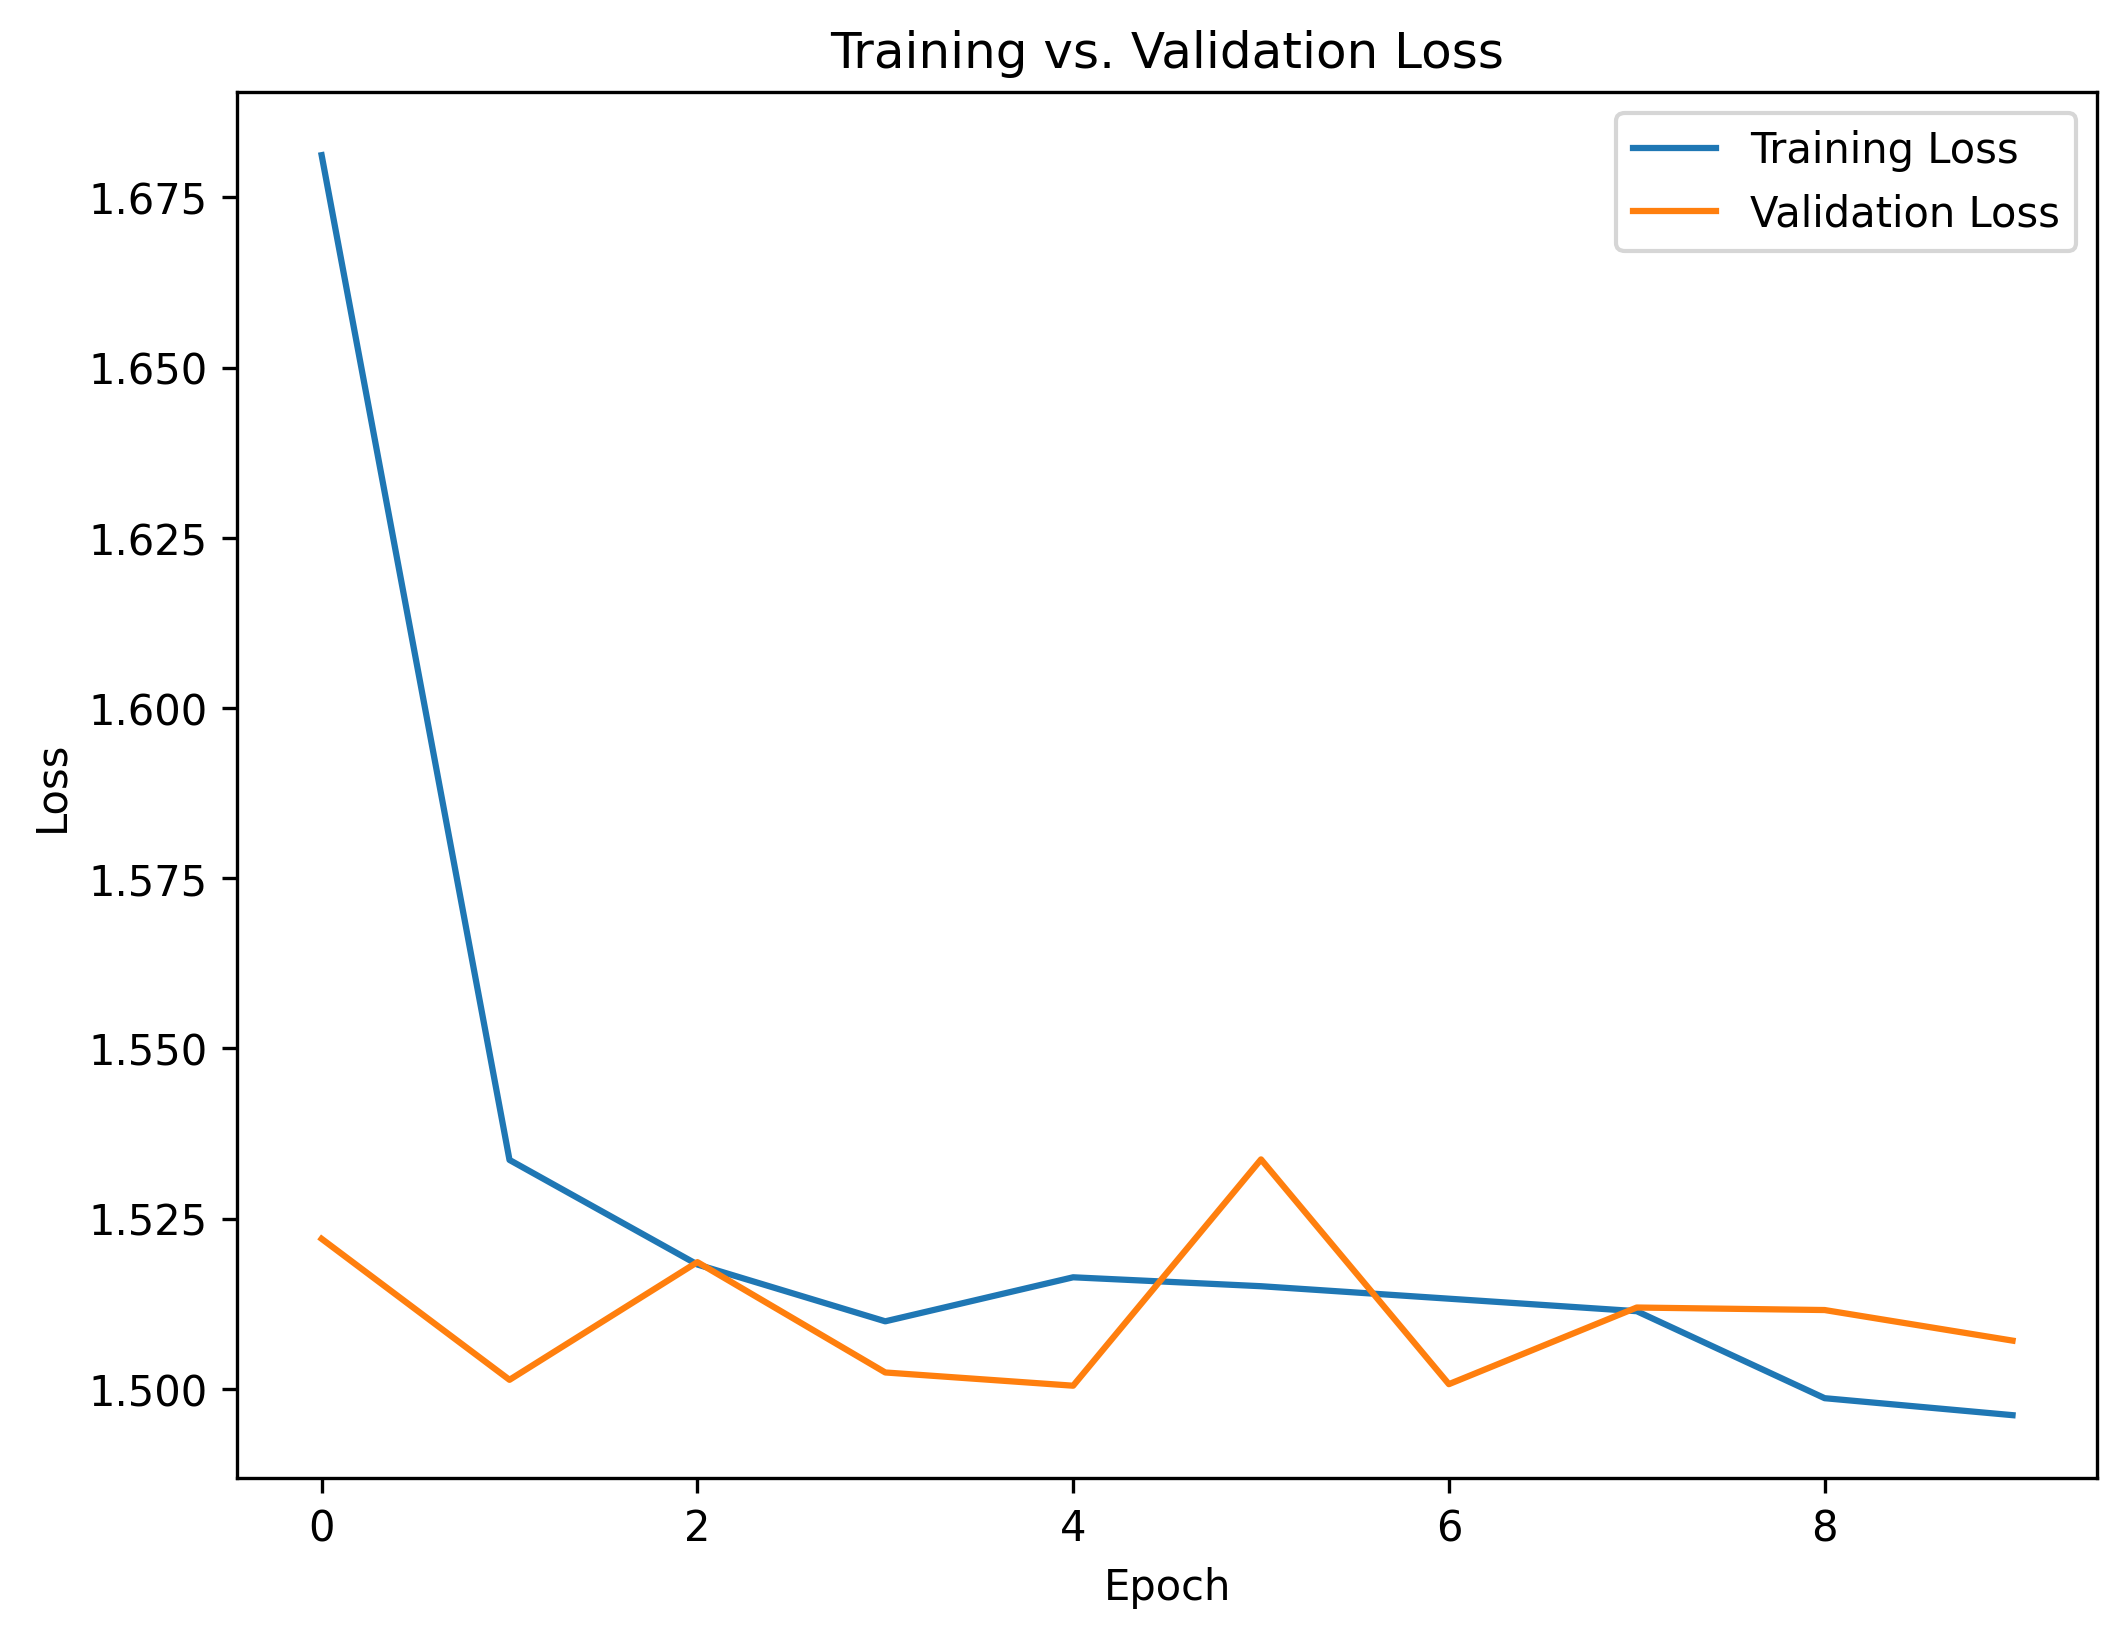 Training vs. Validation Loss
Training Loss
Validation Loss
1.675
1.650
1.625
1.600
1.575
1.550
1.525
1.500
Loss
0 2 4 6 8
Epoch